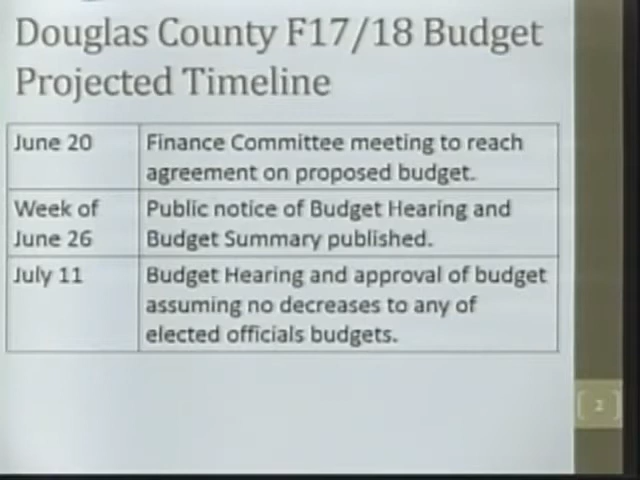 Douglas County F17/18 Budget
Projected Timeline
June 20
Finance Committee meeting to reach
agreement on proposed budget.
Week of
June 26
Public notice of Budget Hearing and
Budget Summary published.
July 11
Budget Hearing and approval of budget
assuming no decreases to any of
elected officials budgets.
2